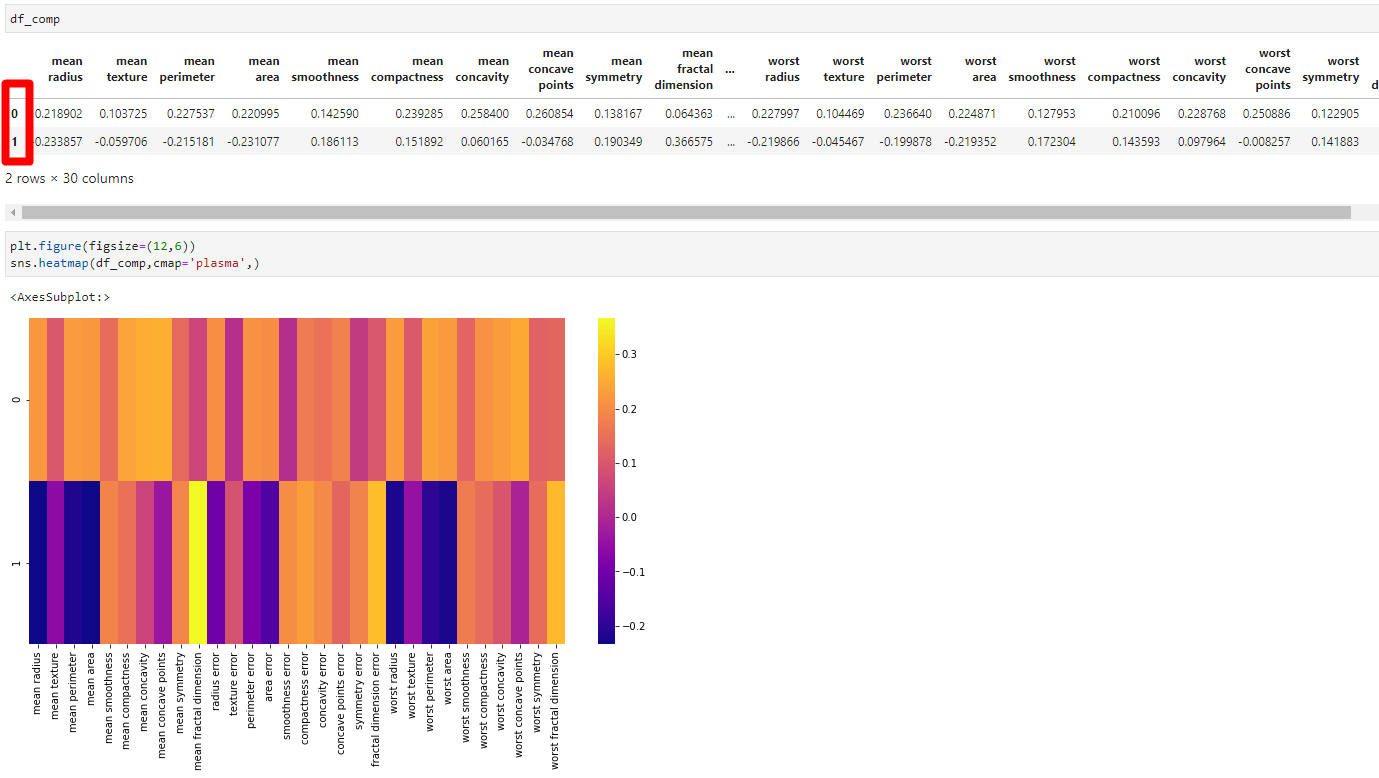 df_comp
mean radius mean texture mean perimeter mean area mean smoothness mean compactness mean concavity mean concave points mean symmetry mean fractal dimension ... worst radius worst texture worst perimeter worst area worst smoothness worst compactness worst concavity worst concave points worst symmetry d
0 0.218902 0.103725 0.227537 0.220995 0.142590 0.239285 0.258400 0.260854 0.138167 0.064363 ... 0.227997 0.104469 0.236640 0.224871 0.127953 0.210096 0.228768 0.250886 0.122905
1 -0.233857 -0.059706 -0.215181 -0.231077 0.186113 0.151892 0.060165 -0.034768 0.190349 0.366575 ... -0.219866 -0.045467 -0.199878 -0.219352 0.172304 0.143593 0.097964 -0.008257 0.141883
2 rows × 30 columns
plt.figure(figsize=(12,6))
sns.heatmap(df_comp,cmap='plasma',)
<AxesSubplot:>
0
1
0.3
0.2
0.1
0.0
−0.1
−0.2
mean radius
mean texture
mean perimeter
mean area
mean smoothness
mean compactness
mean concavity
mean concave points
mean symmetry
mean fractal dimension
radius error
texture error
perimeter error
area error
smoothness error
compactness error
concavity error
concave points error
symmetry error
fractal dimension error
worst radius
worst texture
worst perimeter
worst area
worst smoothness
worst compactness
worst concavity
worst concave points
worst symmetry
worst fractal dimension